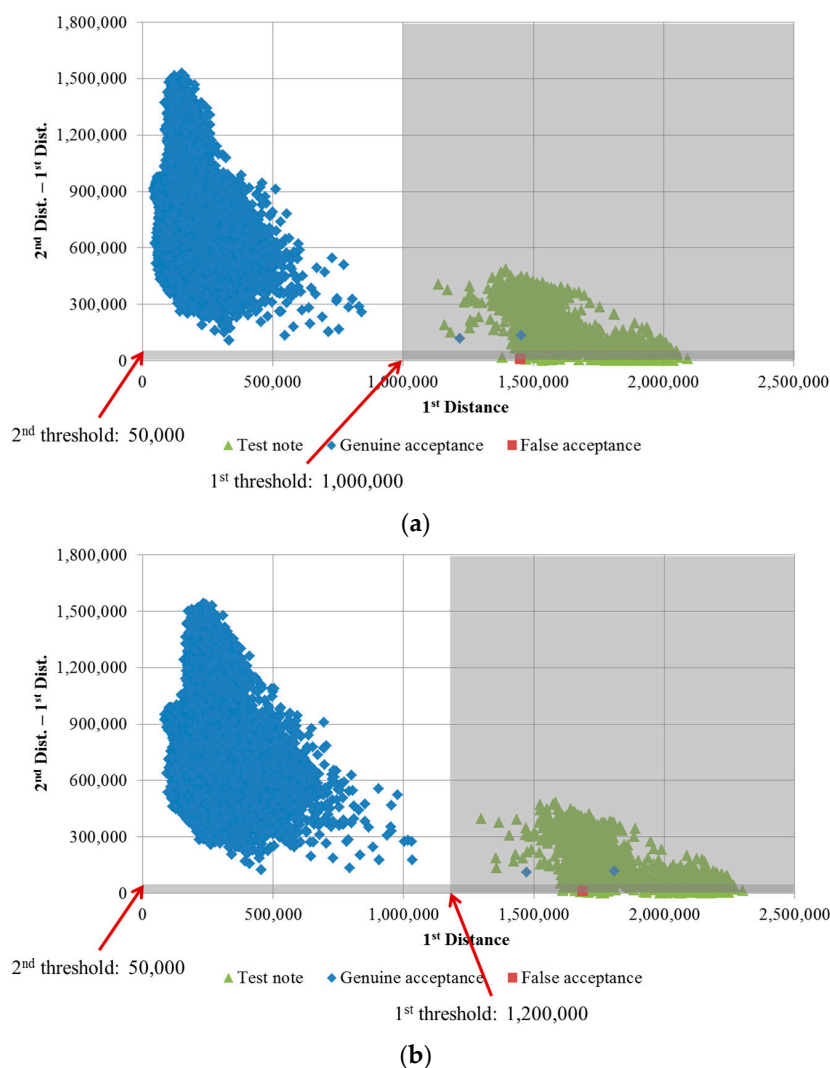 1,800,000
1,500,000
1,200,000
900,000
600,000
300,000
0
2nd Dist. – 1st Dist.
0 500,000 1,000,000 1,500,000 2,000,000 2,500,000
1st Distance
2nd threshold: 50,000
Test note Genuine acceptance False acceptance
1st threshold: 1,000,000
(a)
1,800,000
1,500,000
1,200,000
900,000
600,000
300,000
0
2nd Dist. – 1st Dist.
0 500,000 1,000,000 1,500,000 2,000,000 2,500,000
1st Distance
2nd threshold: 50,000
Test note Genuine acceptance False acceptance
1st threshold: 1,200,000
(b)